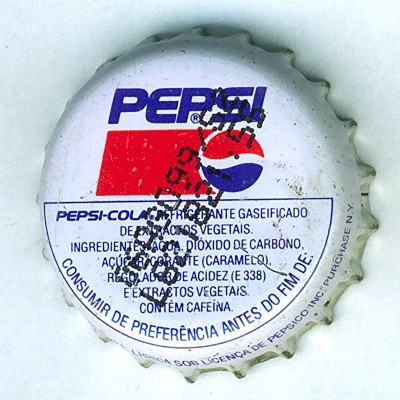 PEPSI
®
PEPSI-COLA. REFRIGERANTE GASEIFICADO
DE EXTRACTOS VEGETAIS.
INGREDIENTES: ÁGUA, DIÓXIDO DE CARBONO,
AÇÚCAR, CORANTE (CARAMELO),
REGULADOR DE ACIDEZ (E 338)
E EXTRACTOS VEGETAIS.
CONTÉM CAFEÍNA.
CONSUMIR DE PREFERÊNCIA ANTES DO FIM DE:
LISBOA SOB LICENÇA DE PEPSICO INC. PURCHASE N.Y.